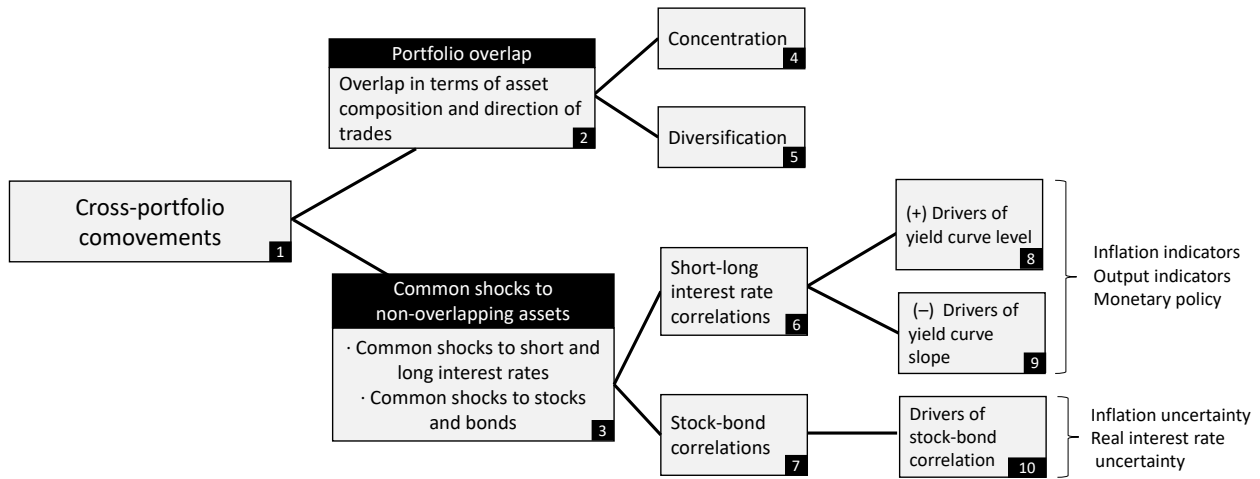 Cross-portfolio
comovements
1
Portfolio overlap
Overlap in terms of asset
composition and direction of
trades
2
Common shocks to
non-overlapping assets
· Common shocks to short and
long interest rates
· Common shocks to stocks
and bonds
3
Concentration
4
Diversification
5
Short-long
interest rate
correlations
6
Stock-bond
correlations
7
(+) Drivers of
yield curve level
8
(–) Drivers of
yield curve
slope
9
Drivers of
stock-bond
correlation
10
Inflation indicators
Output indicators
Monetary policy
Inflation uncertainty
Real interest rate
uncertainty